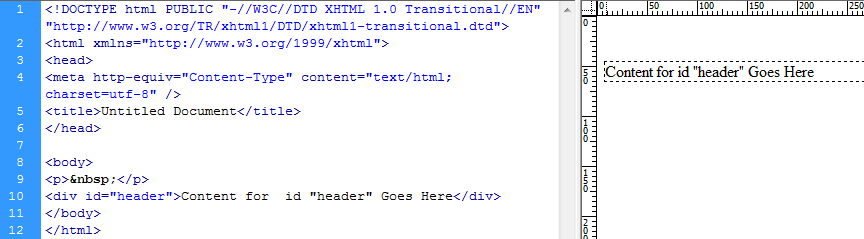 1 <!DOCTYPE html PUBLIC "-//W3C//DTD XHTML 1.0 Transitional//EN"
"http://www.w3.org/TR/xhtml1/DTD/xhtml1-transitional.dtd">
2 <html xmlns="http://www.w3.org/1999/xhtml">
3 <head>
4 <meta http-equiv="Content-Type" content="text/html;
charset=utf-8" />
5 <title>Untitled Document</title>
6 </head>
7
8 <body>
9 <p>&nbsp;</p>
10 <div id="header">Content for  id "header" Goes Here</div>
11 </body>
12 </html>
0 50 100 150 200 250
0
50
100
150
200
Content for id "header" Goes Here